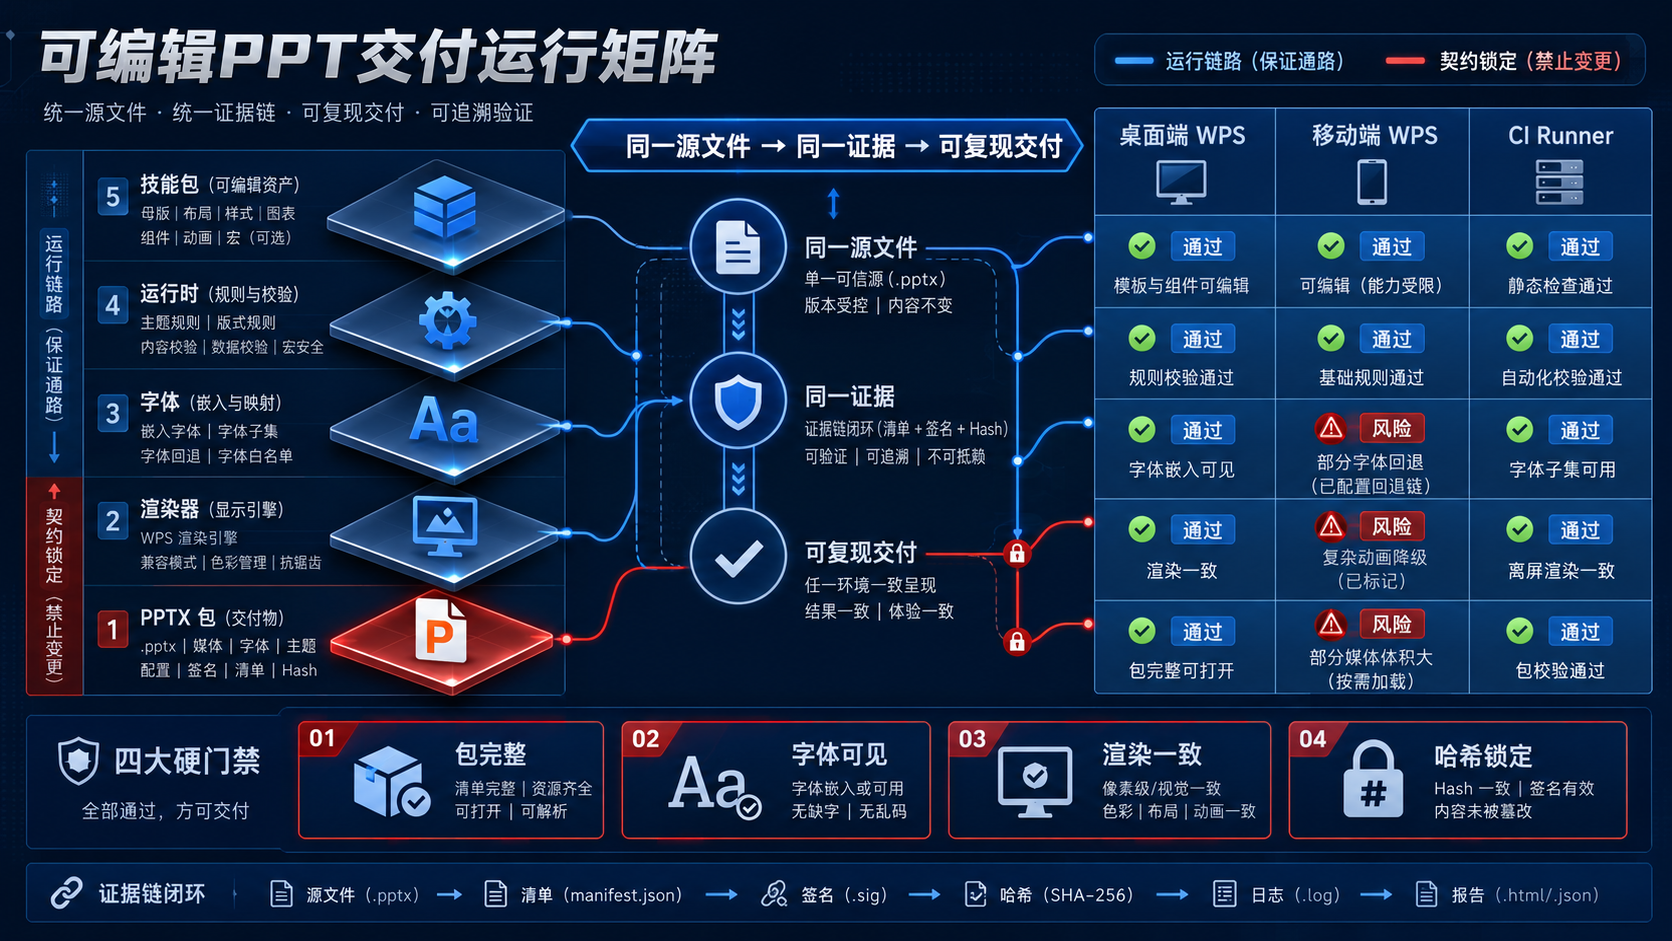 可编辑PPT交付运行矩阵
统一源文件 · 统一证据链 · 可复现交付 · 可追溯验证
运行链路（保证通路）
契约锁定（禁止变更）
运行链路（保证通路）
契约锁定（禁止变更）
5
技能包（可编辑资产）
母版 | 布局 | 样式 | 图表
组件 | 动画 | 宏（可选）
4
运行时（规则与校验）
主题规则 | 版式规则
内容校验 | 数据校验 | 宏安全
3
字体（嵌入与映射）
嵌入字体 | 字体子集
字体回退 | 字体白名单
Aa
2
渲染器（显示引擎）
WPS 渲染引擎
兼容模式 | 色彩管理 | 抗锯齿
1
PPTX 包（交付物）
.pptx | 媒体 | 字体 | 主题
配置 | 签名 | 清单 | Hash
P
同一源文件 → 同一证据 → 可复现交付
同一源文件
单一可信源（.pptx）
版本受控 | 内容不变
同一证据
证据链闭环（清单 + 签名 + Hash）
可验证 | 可追溯 | 不可抵赖
可复现交付
任一环境一致呈现
结果一致 | 体验一致
桌面端 WPS
移动端 WPS
CI Runner
通过
模板与组件可编辑
通过
可编辑（能力受限）
通过
静态检查通过
通过
规则校验通过
通过
基础规则通过
通过
自动化校验通过
通过
字体嵌入可见
风险
部分字体回退
（已配置回退链）
通过
字体子集可用
通过
渲染一致
风险
复杂动画降级
（已标记）
通过
离屏渲染一致
通过
包完整可打开
风险
部分媒体体积大
（按需加载）
通过
包校验通过
四大硬门禁
全部通过，方可交付
01
包完整
清单完整 | 资源齐全
可打开 | 可解析
02
Aa
字体可见
字体嵌入或可用
无缺字 | 无乱码
03
渲染一致
像素级/视觉一致
色彩 | 布局 | 动画一致
04
#
哈希锁定
Hash 一致 | 签名有效
内容未被篡改
证据链闭环
源文件（.pptx） → 清单（manifest.json） → 签名（.sig） → 哈希（SHA-256） → 日志（.log） → 报告（.html/.json）